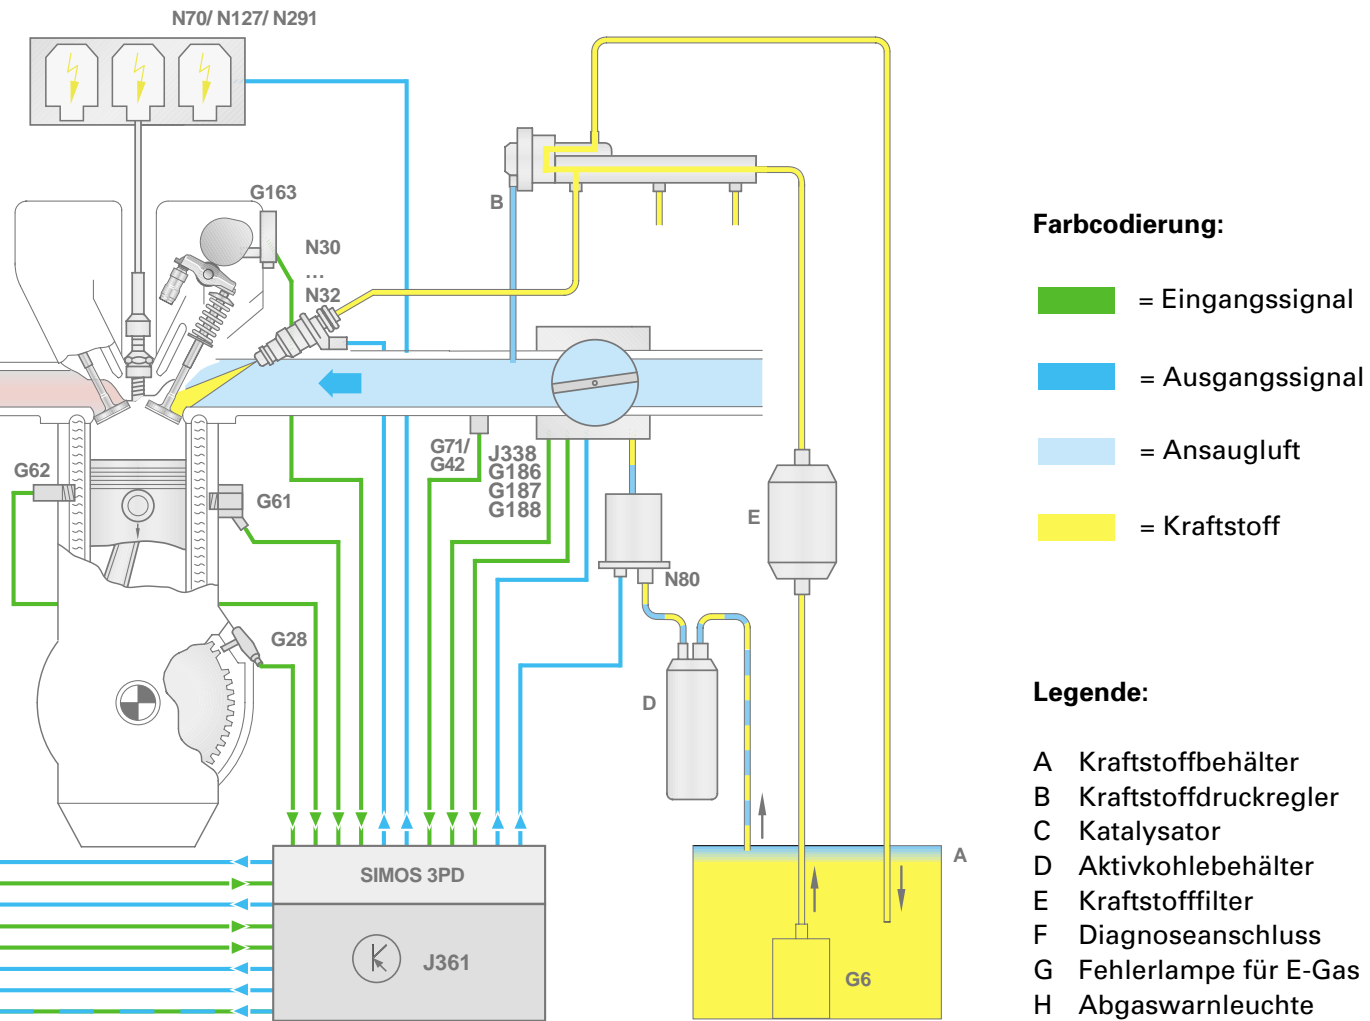 N70/ N127/ N291
G163
N30
...
N32
B
G62
G61
G71/
G42
J338
G186
G187
G188
E
N80
G28
D
A
SIMOS 3PD
J361
G6
Farbcodierung:
= Eingangssignal
= Ausgangssignal
= Ansaugluft
= Kraftstoff
Legende:
A Kraftstoffbehälter
B Kraftstoffdruckregler
C Katalysator
D Aktivkohlebehälter
E Kraftstofffilter
F Diagnoseanschluss
G Fehlerlampe für E-Gas
H Abgaswarnleuchte